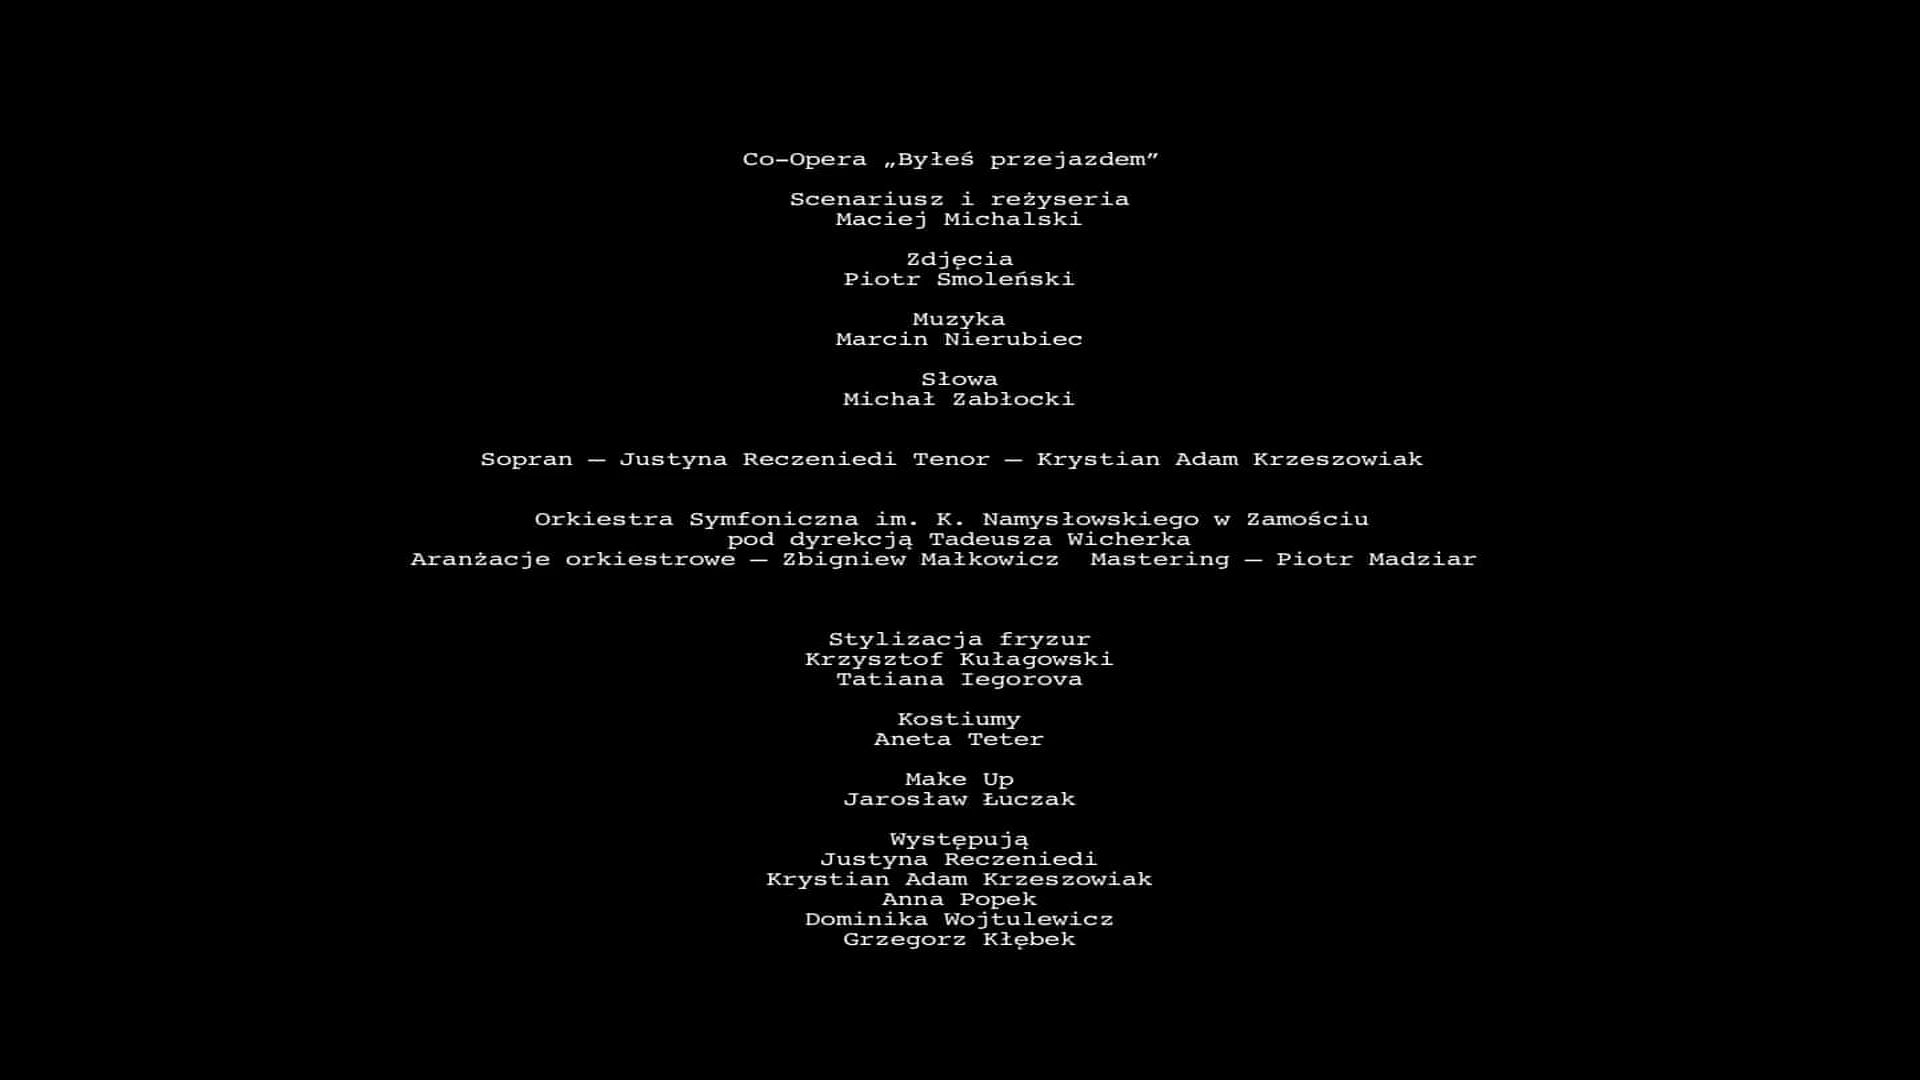 Co-Opera „Byłeś przejazdem”
Scenariusz i reżyseria
Maciej Michalski
Zdjęcia
Piotr Smoleński
Muzyka
Marcin Nierubiec
Słowa
Michał Zabłocki
Sopran – Justyna Reczeniedi Tenor – Krystian Adam Krzeszowiak
Orkiestra Symfoniczna im. K. Namysłowskiego w Zamościu
pod dyrekcją Tadeusza Wicherka
Aranżacje orkiestrowe – Zbigniew Małkowicz  Mastering – Piotr Madziar
Stylizacja fryzur
Krzysztof Kułagowski
Tatiana Iegorova
Kostiumy
Aneta Teter
Make Up
Jarosław Łuczak
Występują
Justyna Reczeniedi
Krystian Adam Krzeszowiak
Anna Popek
Dominika Wojtulewicz
Grzegorz Kłębek